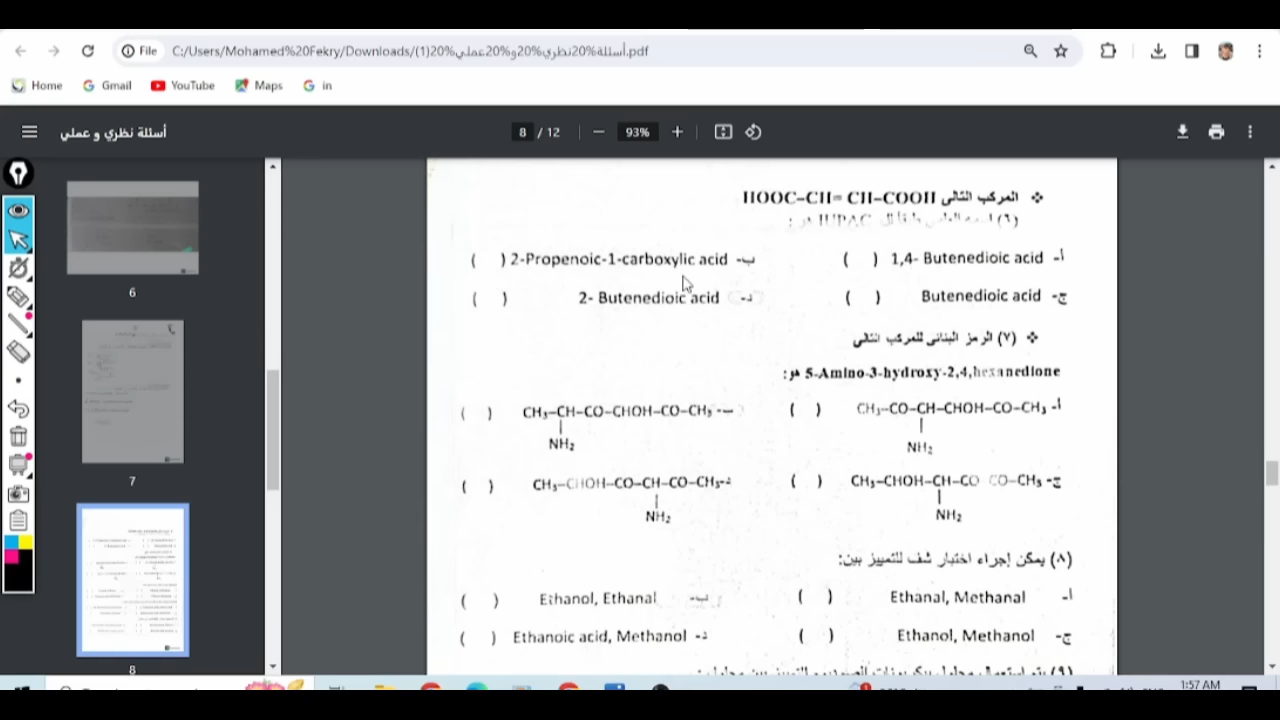 File C:/Users/Mohamed%20Fekry/Downloads/(1)20%أسئلة%20نظري%20و%20عملي.pdf
Home Gmail YouTube Maps in
أسئلة نظري و عملي 8 / 12 93%
6
7
8
❖ المركب التالى HOOC–CH= CH–COOH
أ- 1,4- Butenedioic acid ( ) ب- 2-Propenoic-1-carboxylic acid ( )
ج- Butenedioic acid ( ) د- 2- Butenedioic acid ( )
❖ (٧) الرمز البنائى للمركب التالى
5-Amino-3-hydroxy-2,4,hexanedione هو:
أ- CH₃–CO–CH–CHOH–CO–CH₃ ( ) ب- CH₃–CH–CO–CHOH–CO–CH₃ ( )
NH₂ NH₂
ج- CH₃–CHOH–CH–CO CO–CH₃ ( ) د- CH₃–CHOH–CO–CH–CO–CH₃ ( )
NH₂ NH₂
(٨) يمكن إجراء اختبار شف للتمييز بين:
أ- Ethanal, Methanal ( ) ب- Ethanol, Ethanal ( )
ج- Ethanol, Methanol ( ) د- Ethanoic acid, Methanol ( )
1:57 AM